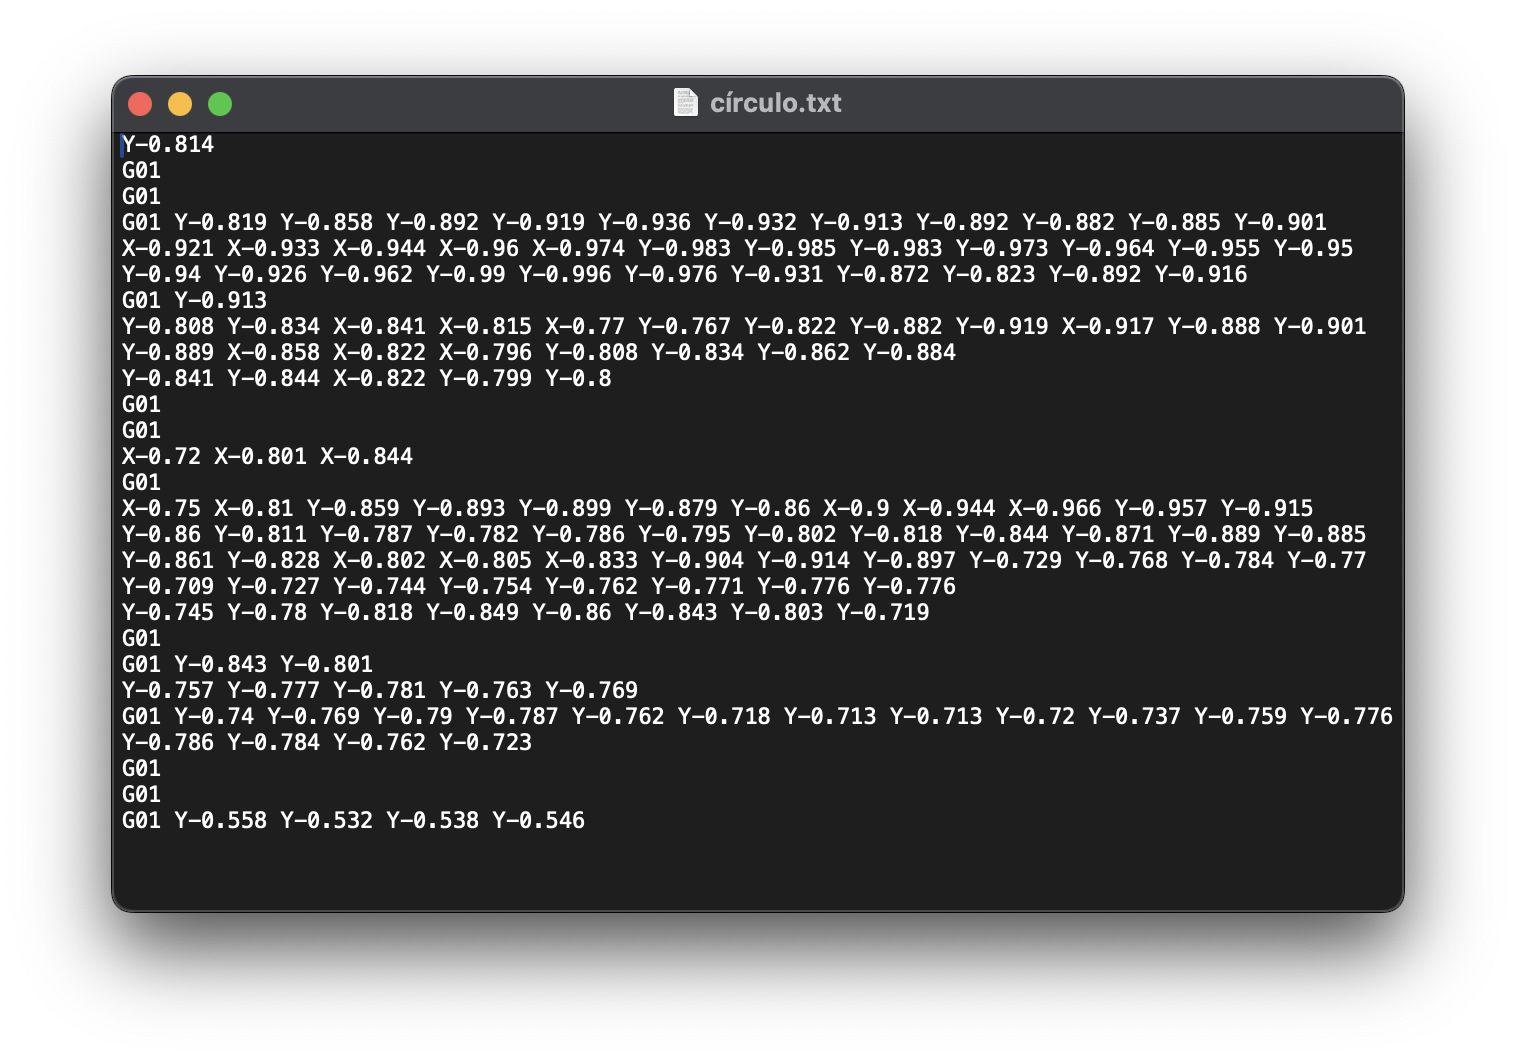 círculo.txt
Y-0.814
G01
G01
G01 Y-0.819 Y-0.858 Y-0.892 Y-0.919 Y-0.936 Y-0.932 Y-0.913 Y-0.892 Y-0.882 Y-0.885 Y-0.901
X-0.921 X-0.933 X-0.944 X-0.96 X-0.974 Y-0.983 Y-0.985 Y-0.983 Y-0.973 Y-0.964 Y-0.955 Y-0.95
Y-0.94 Y-0.926 Y-0.962 Y-0.99 Y-0.996 Y-0.976 Y-0.931 Y-0.872 Y-0.823 Y-0.892 Y-0.916
G01 Y-0.913
Y-0.808 Y-0.834 X-0.841 X-0.815 X-0.77 Y-0.767 Y-0.822 Y-0.882 Y-0.919 X-0.917 Y-0.888 Y-0.901
Y-0.889 X-0.858 X-0.822 X-0.796 Y-0.808 Y-0.834 Y-0.862 Y-0.884
Y-0.841 Y-0.844 X-0.822 Y-0.799 Y-0.8
G01
G01
X-0.72 X-0.801 X-0.844
G01
X-0.75 X-0.81 Y-0.859 Y-0.893 Y-0.899 Y-0.879 Y-0.86 X-0.9 X-0.944 X-0.966 Y-0.957 Y-0.915
Y-0.86 Y-0.811 Y-0.787 Y-0.782 Y-0.786 Y-0.795 Y-0.802 Y-0.818 Y-0.844 Y-0.871 Y-0.889 Y-0.885
Y-0.861 Y-0.828 X-0.802 X-0.805 X-0.833 Y-0.904 Y-0.914 Y-0.897 Y-0.729 Y-0.768 Y-0.784 Y-0.77
Y-0.709 Y-0.727 Y-0.744 Y-0.754 Y-0.762 Y-0.771 Y-0.776 Y-0.776
Y-0.745 Y-0.78 Y-0.818 Y-0.849 Y-0.86 Y-0.843 Y-0.803 Y-0.719
G01
G01 Y-0.843 Y-0.801
Y-0.757 Y-0.777 Y-0.781 Y-0.763 Y-0.769
G01 Y-0.74 Y-0.769 Y-0.79 Y-0.787 Y-0.762 Y-0.718 Y-0.713 Y-0.713 Y-0.72 Y-0.737 Y-0.759 Y-0.776
Y-0.786 Y-0.784 Y-0.762 Y-0.723
G01
G01
G01 Y-0.558 Y-0.532 Y-0.538 Y-0.546